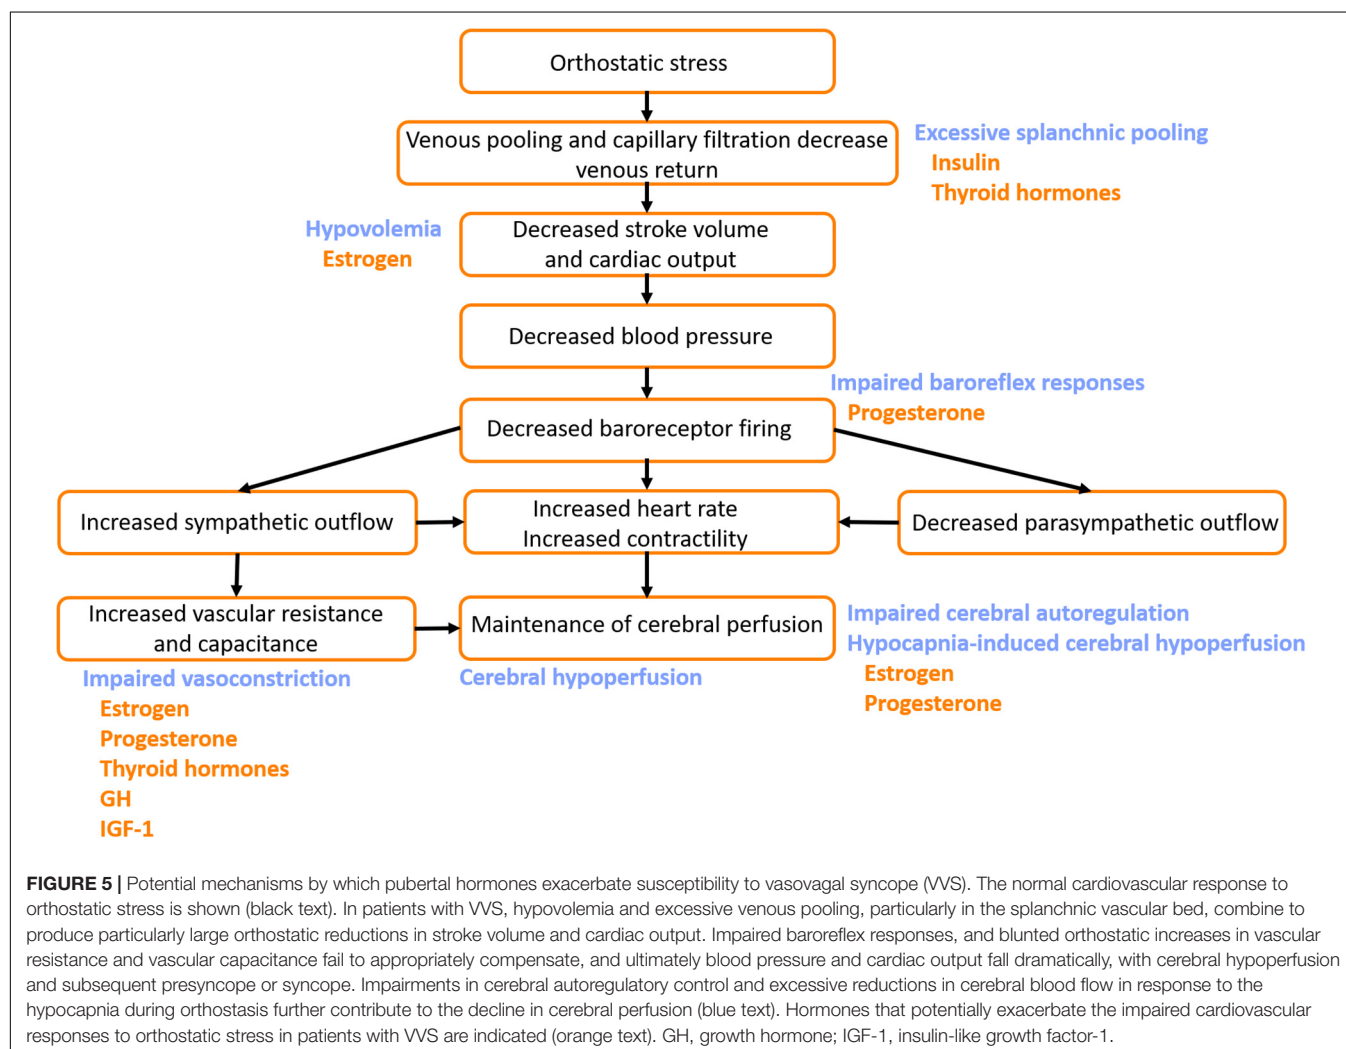 Orthostatic stress
Venous pooling and capillary filtration decrease
venous return
Excessive splanchnic pooling
Insulin
Thyroid hormones
Hypovolemia
Estrogen
Decreased stroke volume
and cardiac output
Decreased blood pressure
Impaired baroreflex responses
Progesterone
Decreased baroreceptor firing
Increased sympathetic outflow
Increased heart rate
Increased contractility
Decreased parasympathetic outflow
Increased vascular resistance
and capacitance
Maintenance of cerebral perfusion
Impaired cerebral autoregulation
Hypocapnia-induced cerebral hypoperfusion
Estrogen
Progesterone
Impaired vasoconstriction
Estrogen
Progesterone
Thyroid hormones
GH
IGF-1
Cerebral hypoperfusion
FIGURE 5 | Potential mechanisms by which pubertal hormones exacerbate susceptibility to vasovagal syncope (VVS). The normal cardiovascular response to
orthostatic stress is shown (black text). In patients with VVS, hypovolemia and excessive venous pooling, particularly in the splanchnic vascular bed, combine to
produce particularly large orthostatic reductions in stroke volume and cardiac output. Impaired baroreflex responses, and blunted orthostatic increases in vascular
resistance and vascular capacitance fail to appropriately compensate, and ultimately blood pressure and cardiac output fall dramatically, with cerebral hypoperfusion
and subsequent presyncope or syncope. Impairments in cerebral autoregulatory control and excessive reductions in cerebral blood flow in response to the
hypocapnia during orthostasis further contribute to the decline in cerebral perfusion (blue text). Hormones that potentially exacerbate the impaired cardiovascular
responses to orthostatic stress in patients with VVS are indicated (orange text). GH, growth hormone; IGF-1, insulin-like growth factor-1.